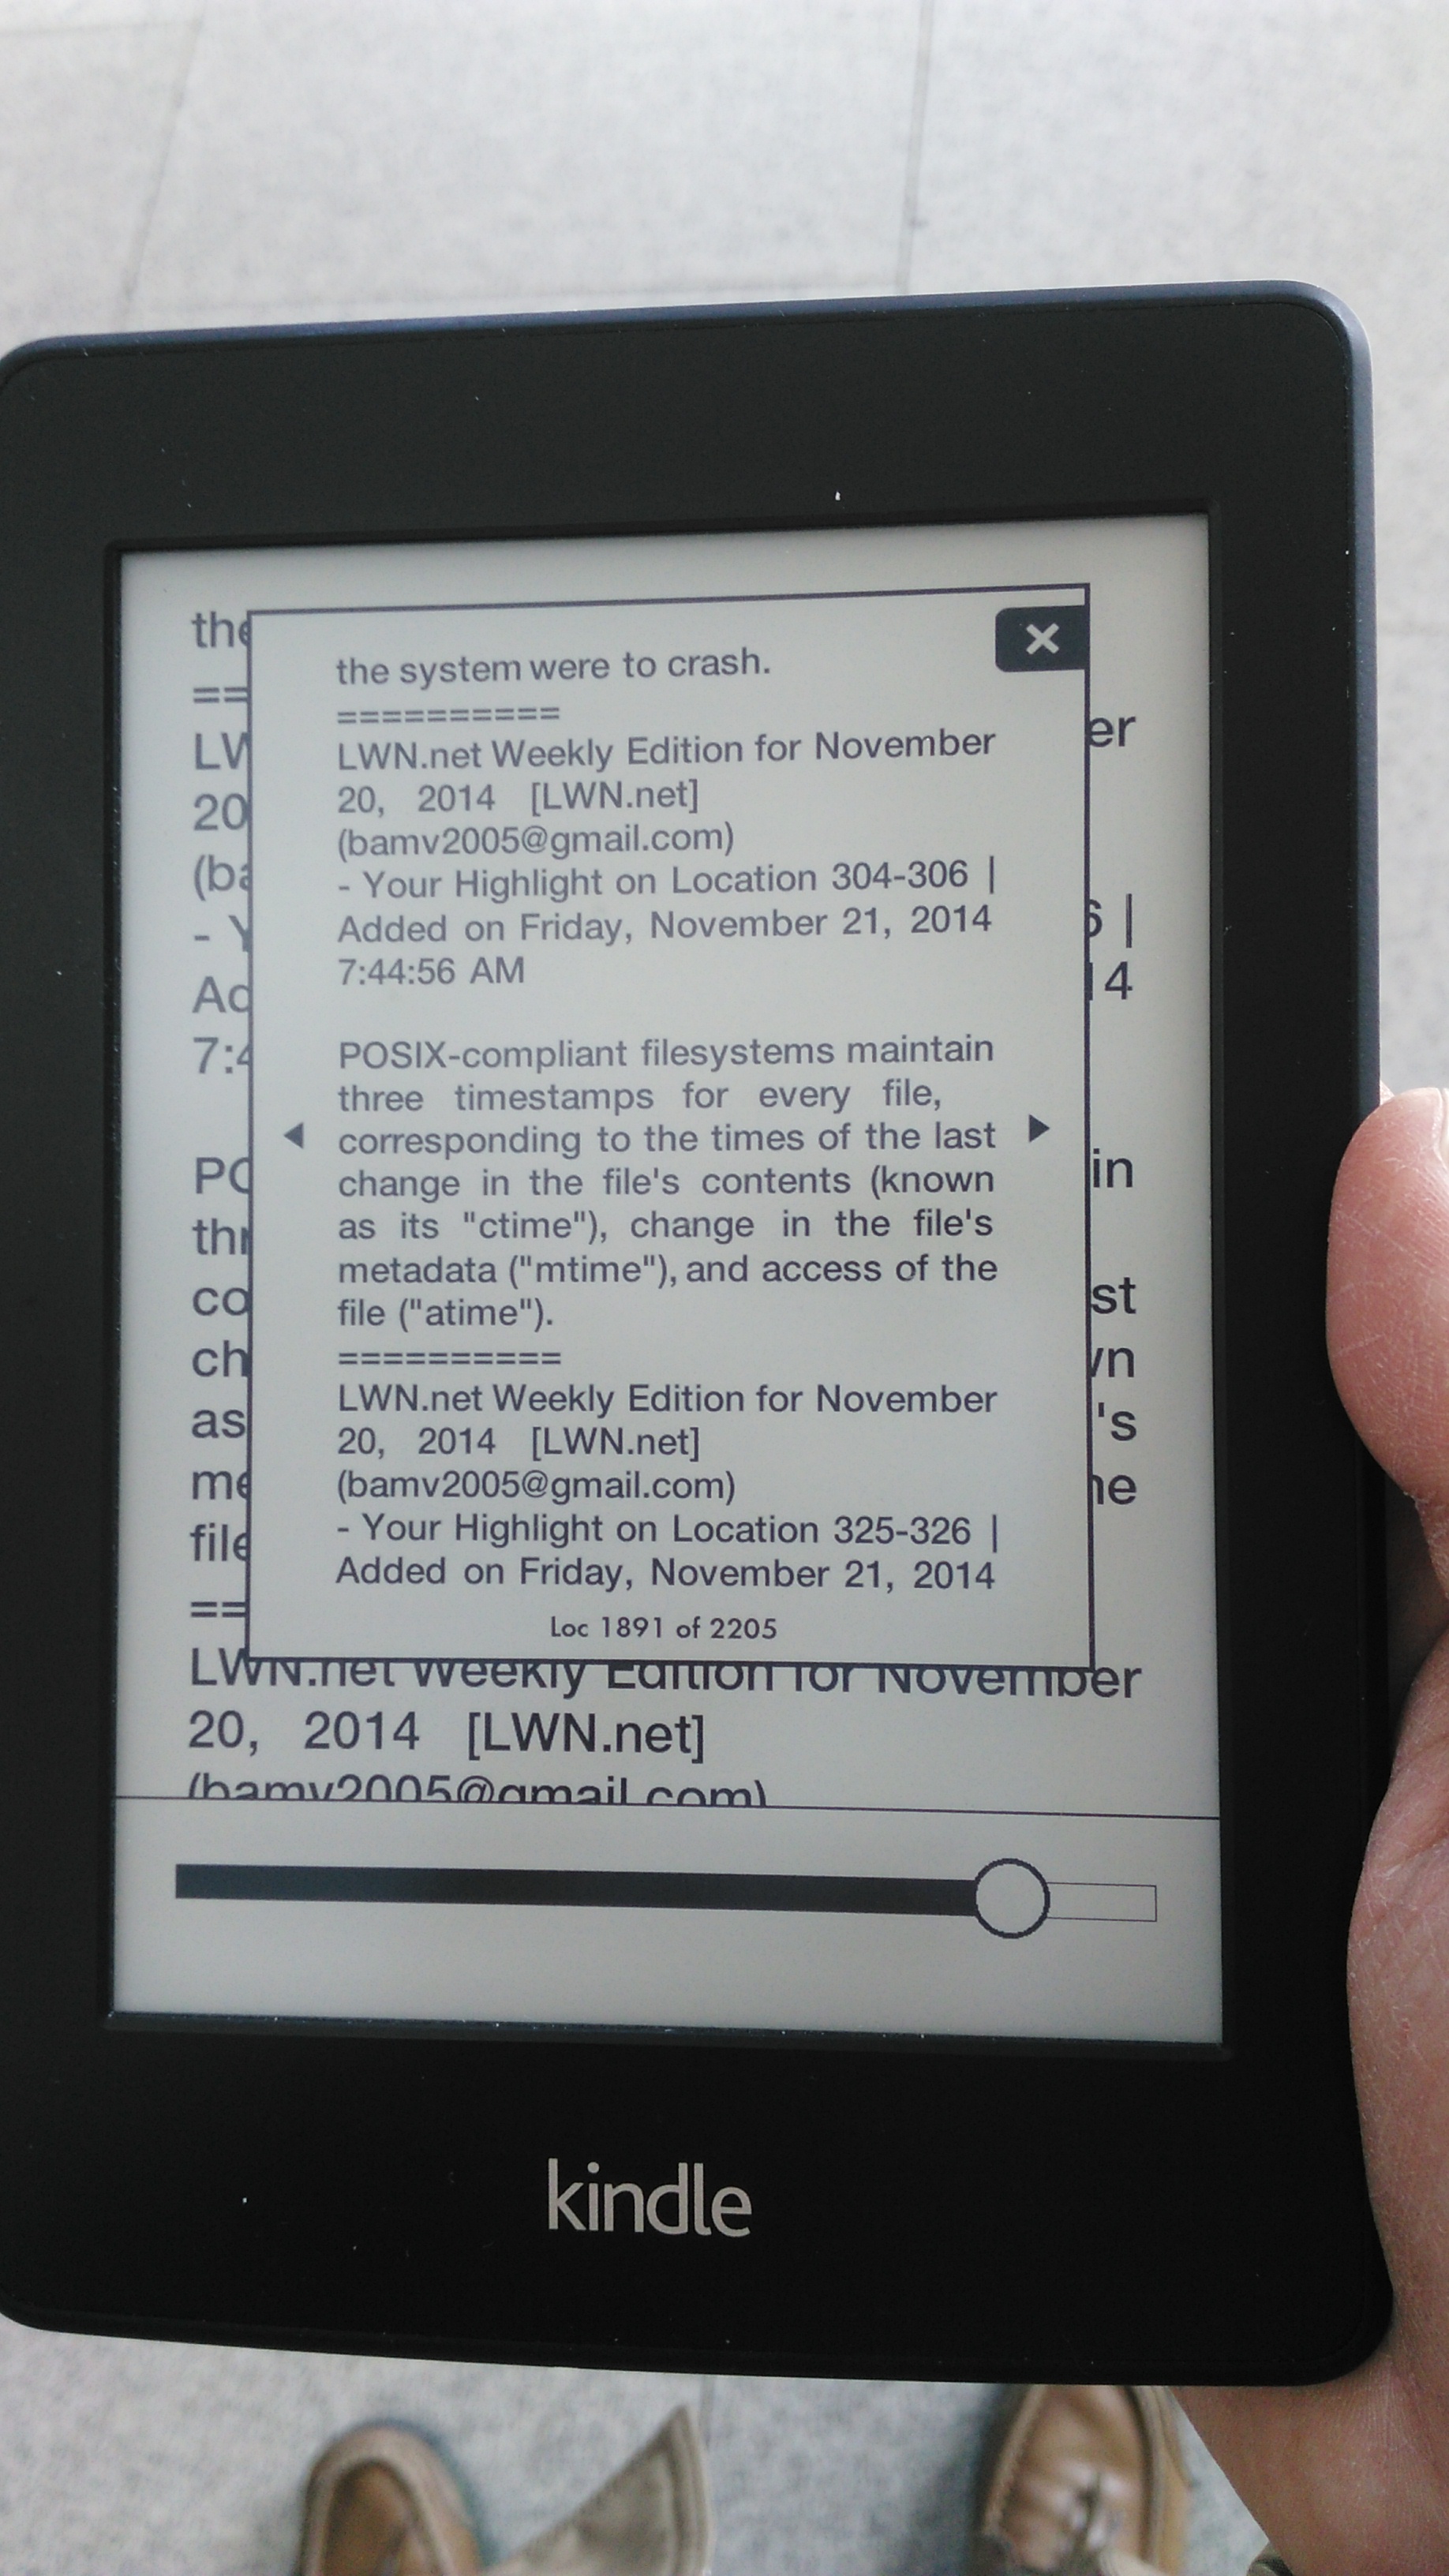 the system were to crash.
==========
LWN.net Weekly Edition for November
20, 2014 [LWN.net]
(bamv2005@gmail.com)
- Your Highlight on Location 304-306 |
Added on Friday, November 21, 2014
7:44:56 AM
POSIX-compliant filesystems maintain
three timestamps for every file,
corresponding to the times of the last
change in the file's contents (known
as its "ctime"), change in the file's
metadata ("mtime"), and access of the
file ("atime").
==========
LWN.net Weekly Edition for November
20, 2014 [LWN.net]
(bamv2005@gmail.com)
- Your Highlight on Location 325-326 |
Added on Friday, November 21, 2014
Loc 1891 of 2205
LWN.net Weekly Edition for November
20, 2014 [LWN.net]
(bamv2005@gmail.com)
kindle